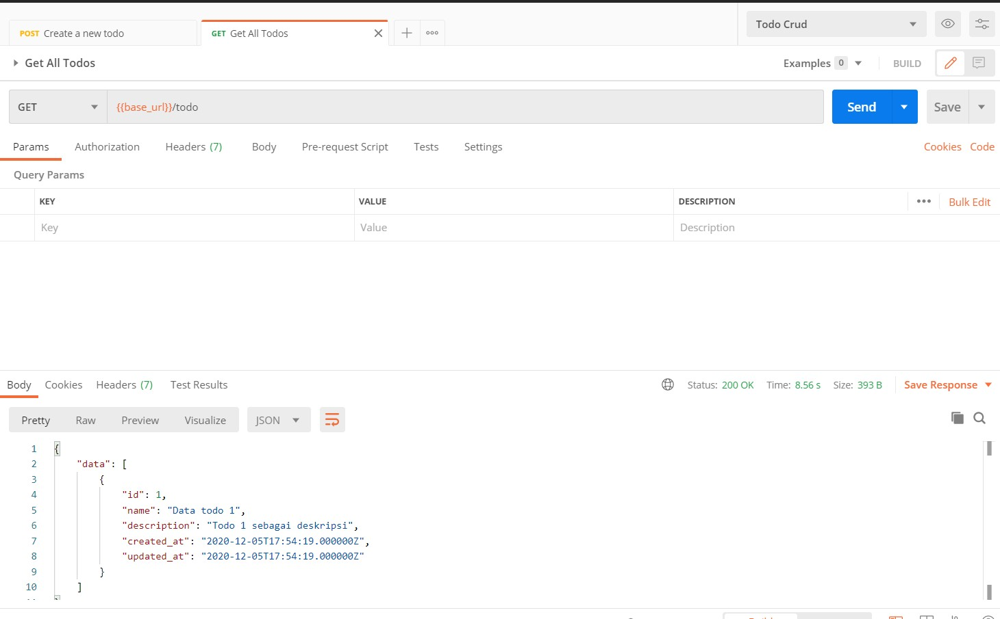 POST Create a new todo
GET Get All Todos
Todo Crud
Get All Todos
Examples 0
BUILD
GET
{{base_url}}/todo
Send
Save
Params Authorization Headers (7) Body Pre-request Script Tests Settings Cookies Code
Query Params
KEY VALUE DESCRIPTION Bulk Edit
Key Value Description
Body Cookies Headers (7) Test Results Status: 200 OK Time: 8.56 s Size: 393 B Save Response
Pretty Raw Preview Visualize JSON
1 {
2 "data": [
3 {
4 "id": 1,
5 "name": "Data todo 1",
6 "description": "Todo 1 sebagai deskripsi",
7 "created_at": "2020-12-05T17:54:19.000000Z",
8 "updated_at": "2020-12-05T17:54:19.000000Z"
9 }
10 ]